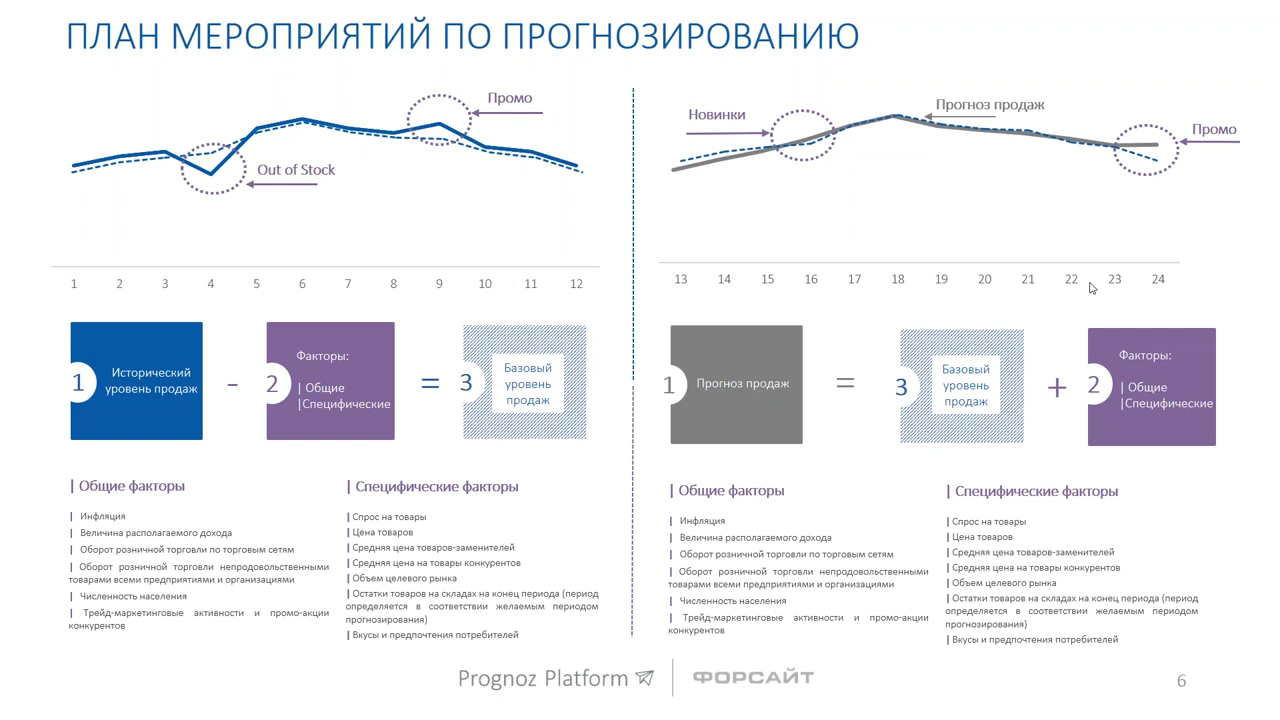 ПЛАН МЕРОПРИЯТИЙ ПО ПРОГНОЗИРОВАНИЮ
Промо
Out of Stock
1 2 3 4 5 6 7 8 9 10 11 12
Новинки
Прогноз продаж
Промо
13 14 15 16 17 18 19 20 21 22 23 24
1
Исторический
уровень продаж
-
2
Факторы:
| Общие
|Специфические
=
3
Базовый
уровень
продаж
1
Прогноз продаж
=
3
Базовый
уровень
продаж
+
2
Факторы:
| Общие
|Специфические
| Общие факторы
| Инфляция
| Величина располагаемого дохода
| Оборот розничной торговли по торговым сетям
| Оборот розничной торговли непродовольственными
товарами всеми предприятиями и организациями
| Численность населения
| Трейд-маркетинговые активности и промо-акции
конкурентов
| Специфические факторы
| Спрос на товары
| Цена товаров
| Средняя цена товаров-заменителей
| Средняя цена на товары конкурентов
| Объем целевого рынка
| Остатки товаров на складах на конец периода (период
определяется в соответствии желаемым периодом
прогнозирования)
| Вкусы и предпочтения потребителей
| Общие факторы
| Инфляция
| Величина располагаемого дохода
| Оборот розничной торговли по торговым сетям
| Оборот розничной торговли непродовольственными
товарами всеми предприятиями и организациями
| Численность населения
| Трейд-маркетинговые активности и промо-акции
конкурентов
| Специфические факторы
| Спрос на товары
| Цена товаров
| Средняя цена товаров-заменителей
| Средняя цена на товары конкурентов
| Объем целевого рынка
| Остатки товаров на складах на конец периода (период
определяется в соответствии желаемым периодом
прогнозирования)
| Вкусы и предпочтения потребителей
Prognoz Platform
ФОРСАЙТ
6